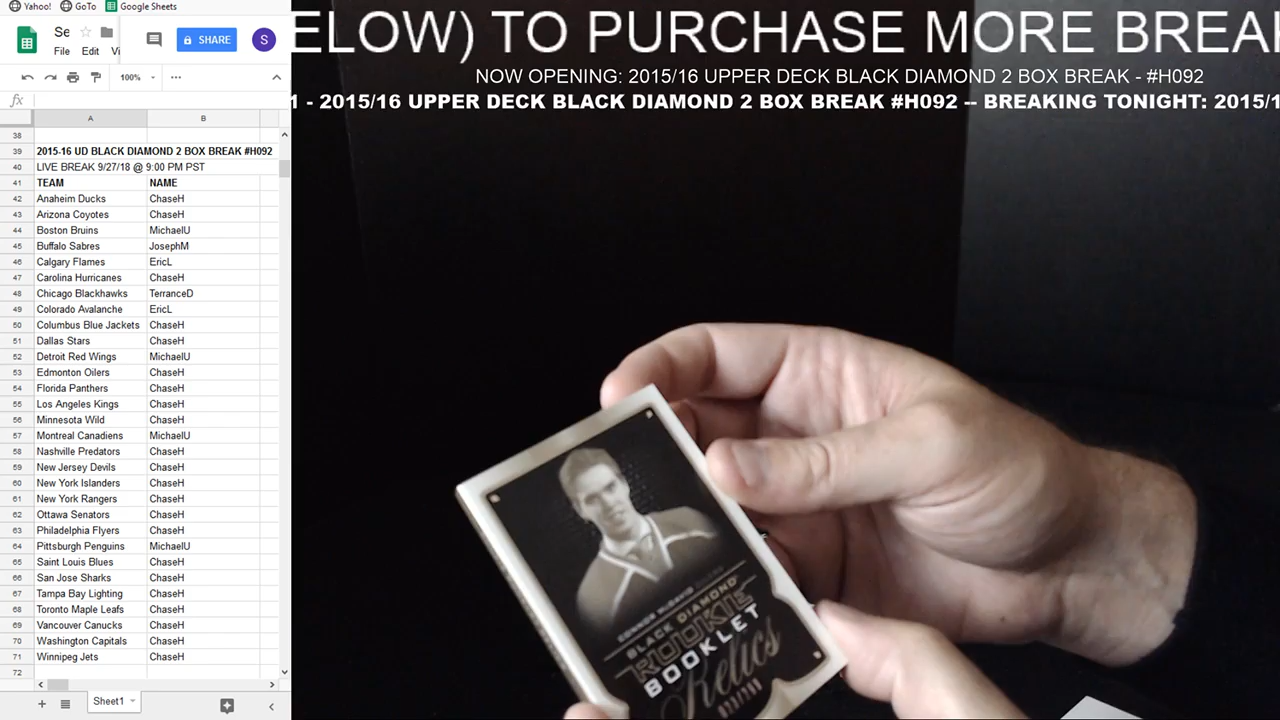 Yahoo!
GoTo
Google Sheets
Se
File Edit Vi
SHARE
S
100%
fx
A B
38
39 2015-16 UD BLACK DIAMOND 2 BOX BREAK #H092
40 LIVE BREAK 9/27/18 @ 9:00 PM PST
41 TEAM NAME
42 Anaheim Ducks ChaseH
43 Arizona Coyotes ChaseH
44 Boston Bruins MichaelU
45 Buffalo Sabres JosephM
46 Calgary Flames EricL
47 Carolina Hurricanes ChaseH
48 Chicago Blackhawks TerranceD
49 Colorado Avalanche EricL
50 Columbus Blue Jackets ChaseH
51 Dallas Stars ChaseH
52 Detroit Red Wings MichaelU
53 Edmonton Oilers ChaseH
54 Florida Panthers ChaseH
55 Los Angeles Kings ChaseH
56 Minnesota Wild ChaseH
57 Montreal Canadiens MichaelU
58 Nashville Predators ChaseH
59 New Jersey Devils ChaseH
60 New York Islanders ChaseH
61 New York Rangers ChaseH
62 Ottawa Senators ChaseH
63 Philadelphia Flyers ChaseH
64 Pittsburgh Penguins MichaelU
65 Saint Louis Blues ChaseH
66 San Jose Sharks ChaseH
67 Tampa Bay Lighting ChaseH
68 Toronto Maple Leafs ChaseH
69 Vancouver Canucks ChaseH
70 Washington Capitals ChaseH
71 Winnipeg Jets ChaseH
72
Sheet1
ELOW) TO PURCHASE MORE BREA
NOW OPENING: 2015/16 UPPER DECK BLACK DIAMOND 2 BOX BREAK - #H092
1 - 2015/16 UPPER DECK BLACK DIAMOND 2 BOX BREAK #H092 -- BREAKING TONIGHT: 2015/1
CONNOR McDAVID
BLACK DIAMOND
ROOKIE
BOOKLET
Relics